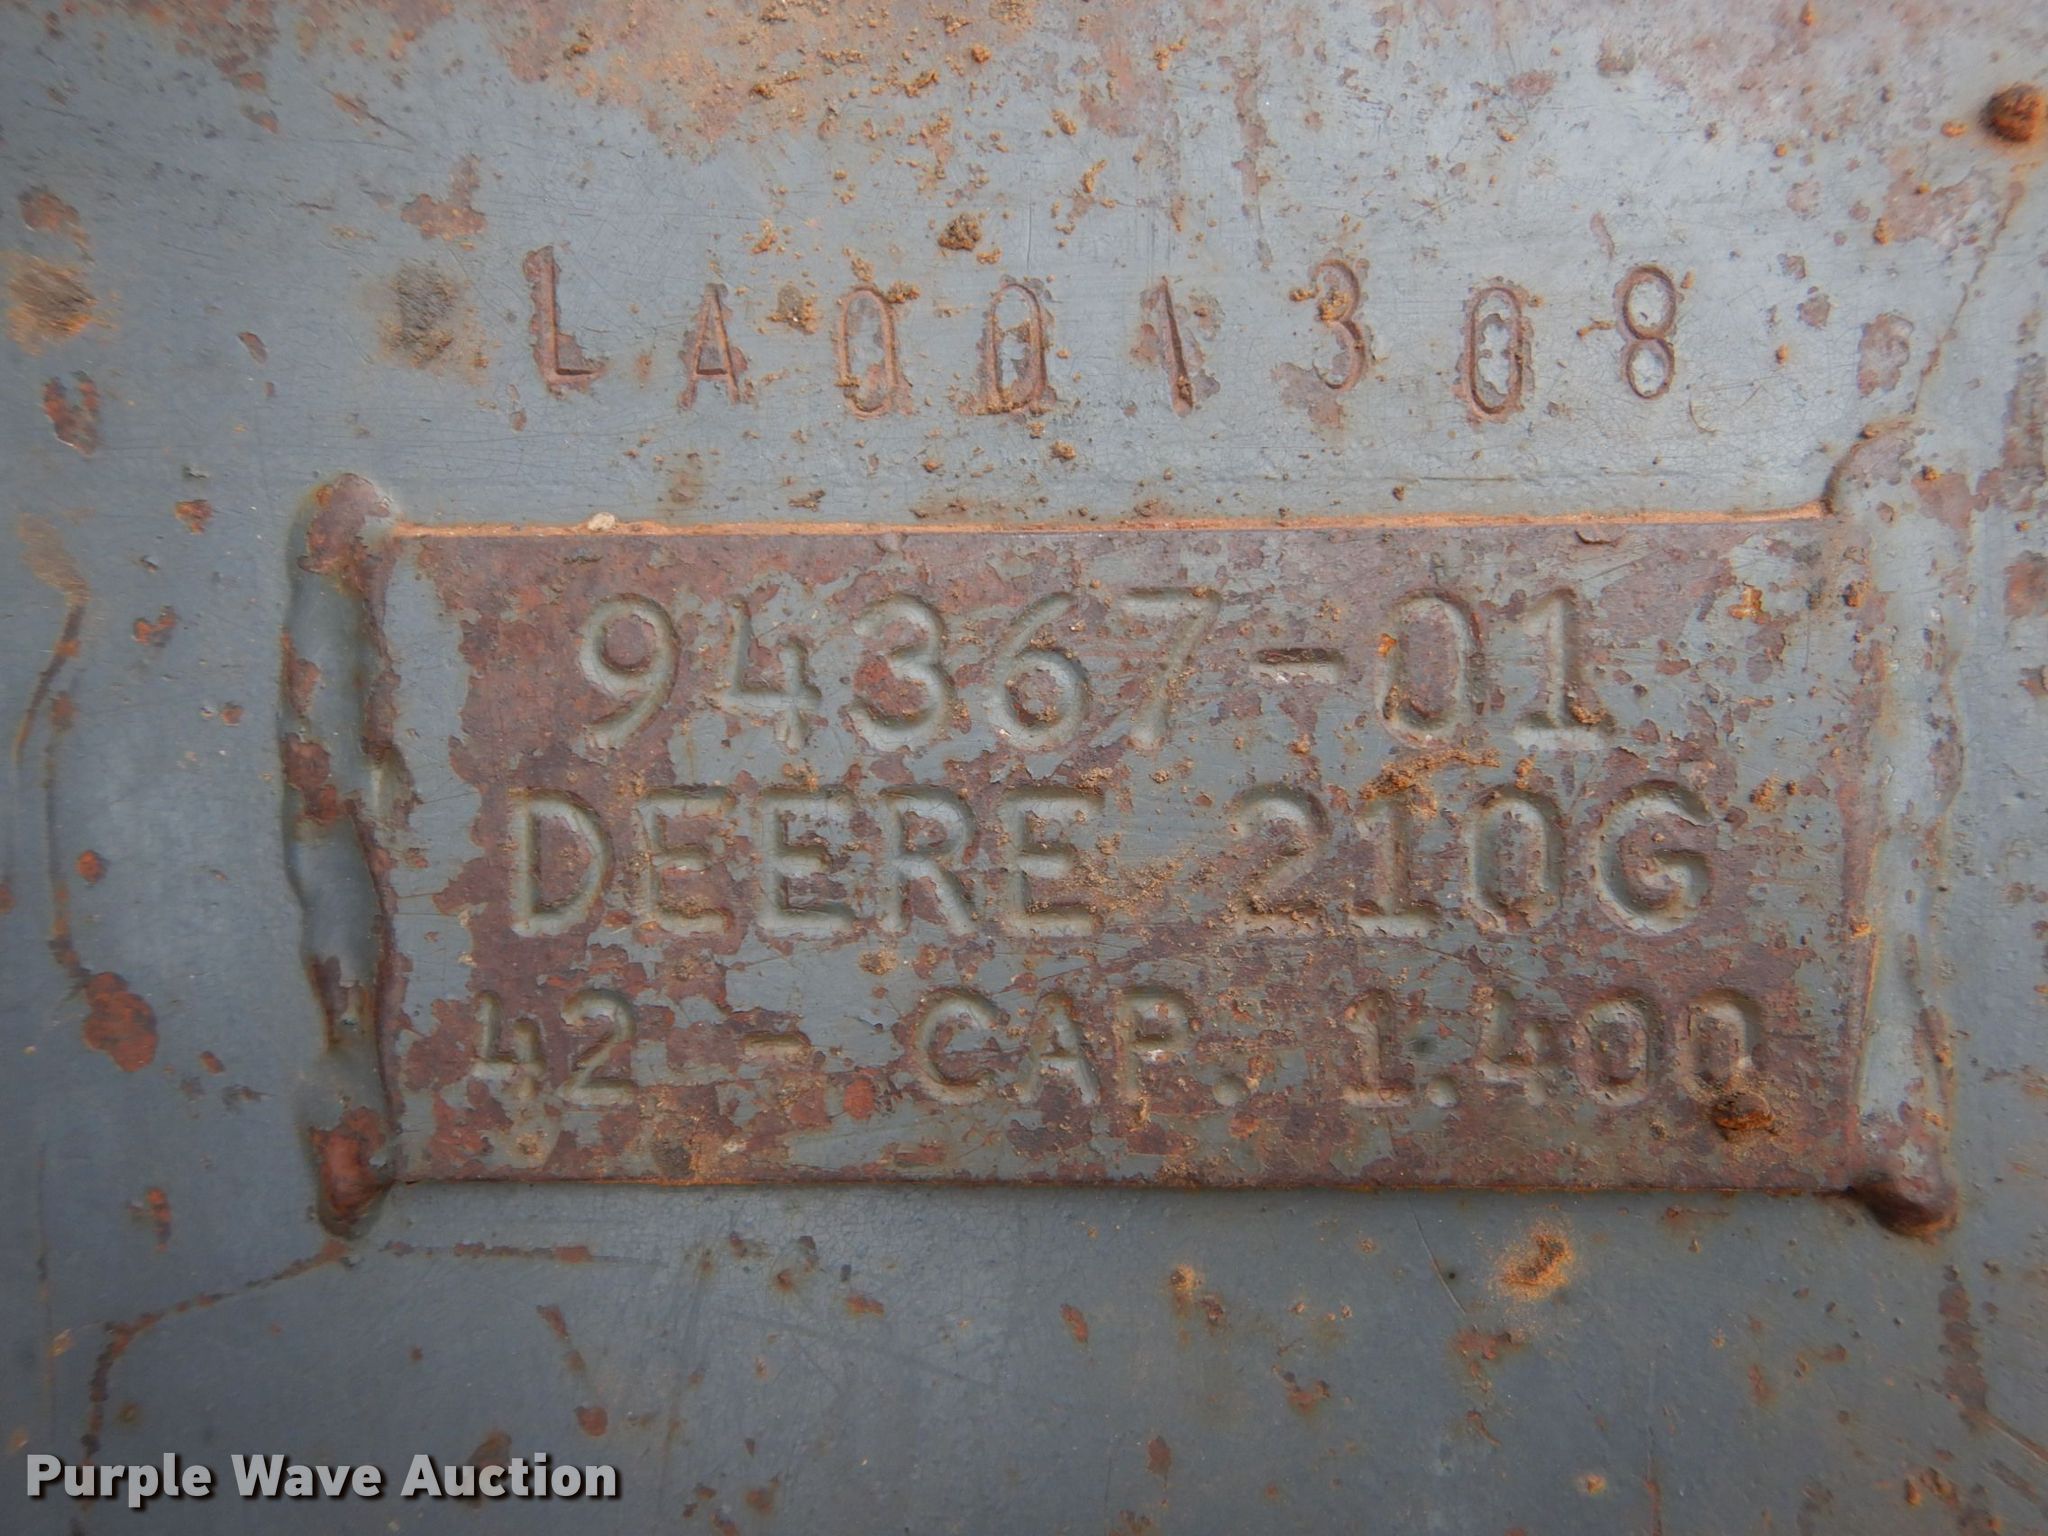 LA001308
94367-01
DEERE 210G
42 - CAP. 1.400
Purple Wave Auction